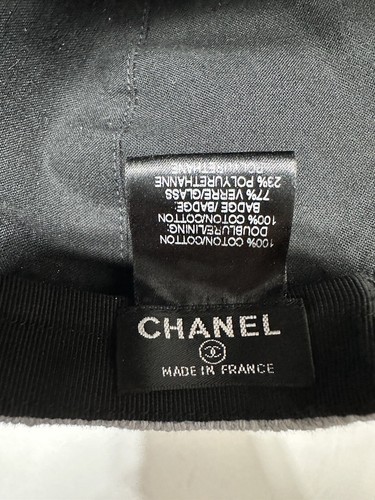 100% COTON/COTTON
DOUBLURE/LINING:
100% COTON/COTTON
BADGE /BADGE:
77% VERRE/GLASS
23% POLYURETHANNE
POLYURETHANE
CHANEL
MADE IN FRANCE